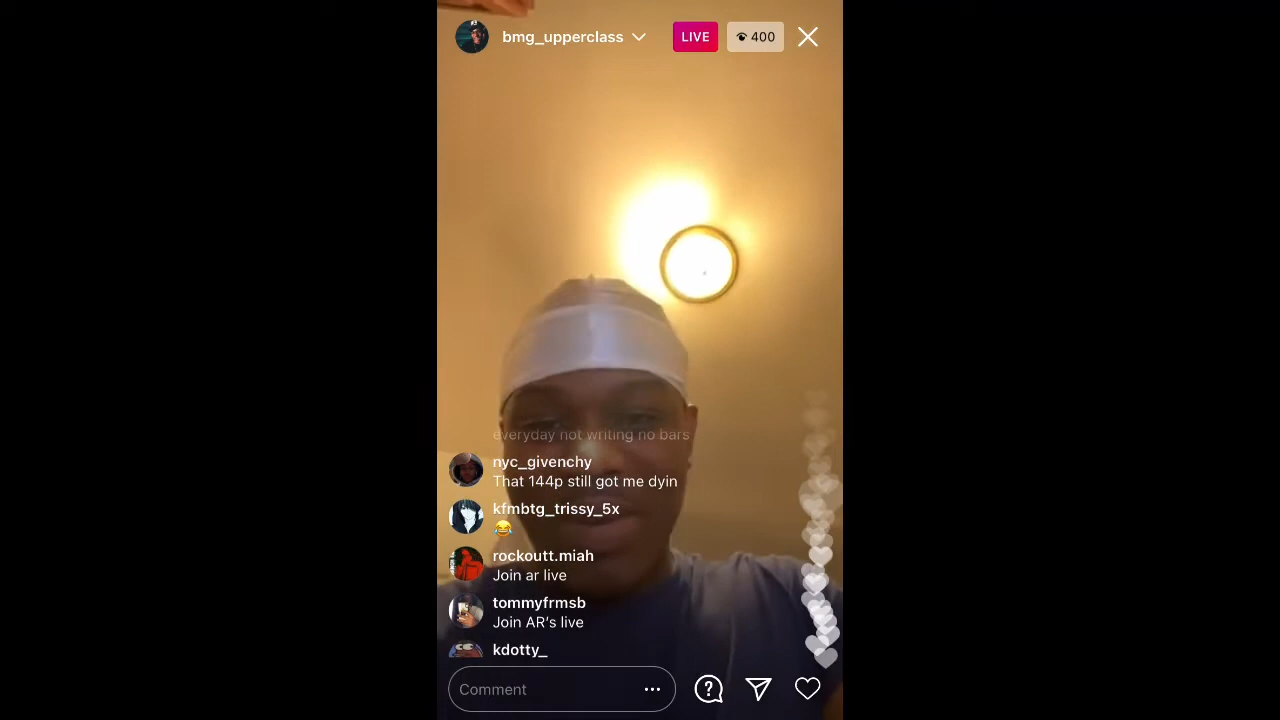 bmg_upperclass
LIVE
400
everyday not writing no bars
nyc_givenchy
That 144p still got me dyin
kfmbtg_trissy_5x
😂
rockoutt.miah
Join ar live
tommyfrmsb
Join AR's live
kdotty_
Comment